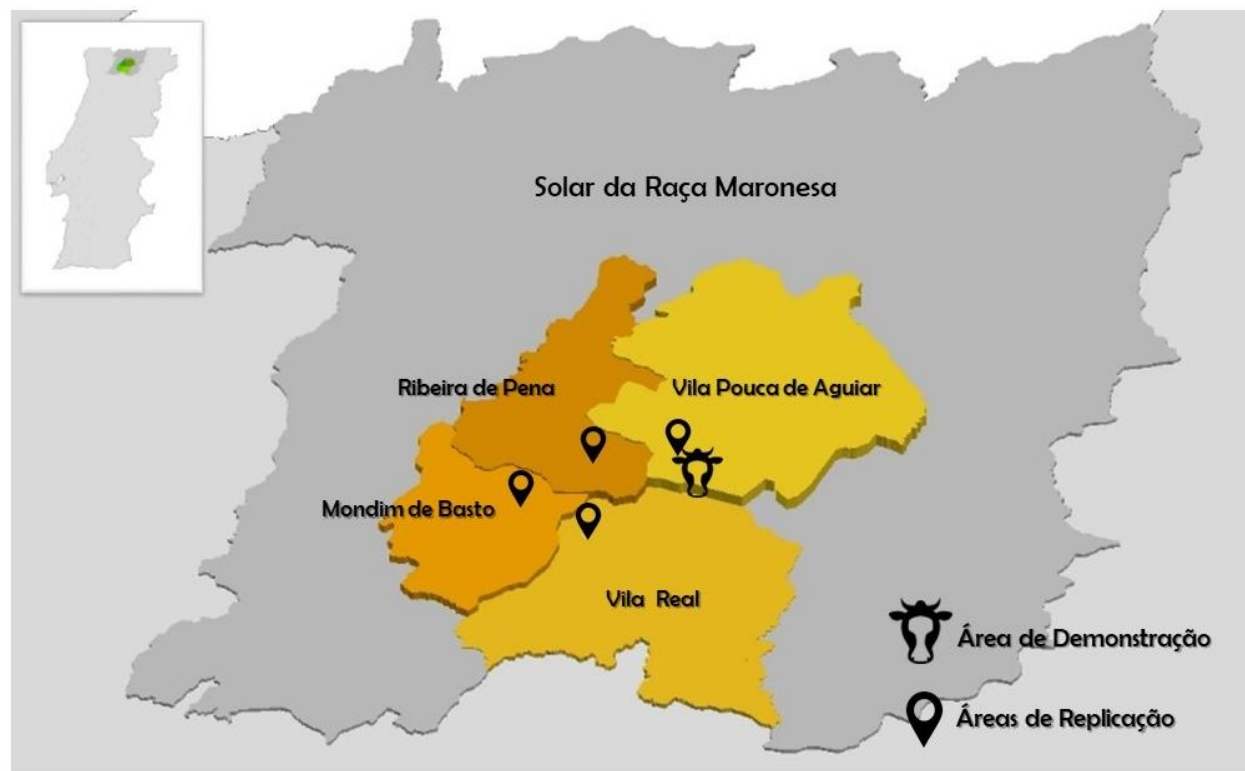 Solar da Raça Maronesa
Ribeira de Pena
Vila Pouca de Aguiar
Mondim de Basto
Vila Real
Área de Demonstração
Áreas de Replicação